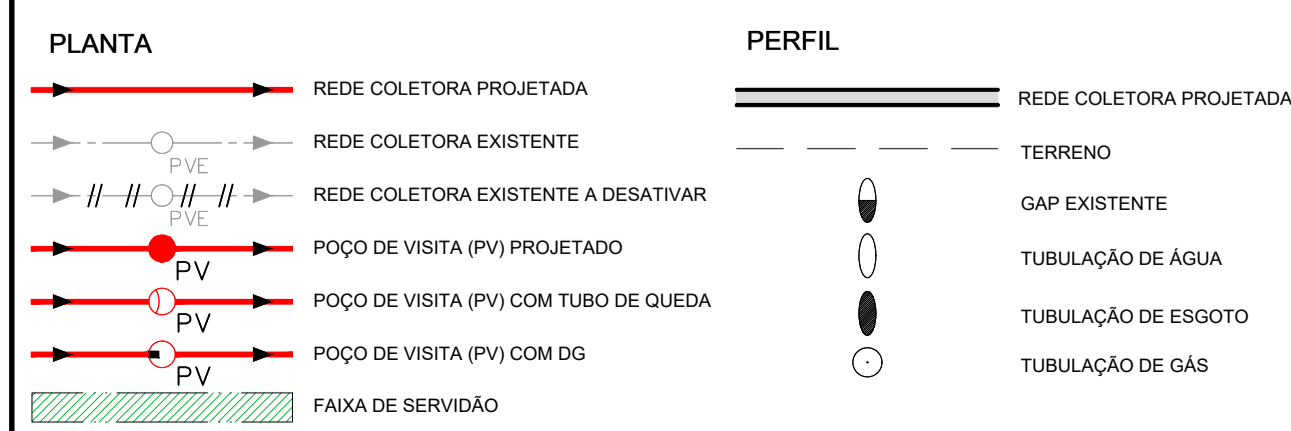 PLANTA
REDE COLETORA PROJETADA
REDE COLETORA EXISTENTE
PVE
REDE COLETORA EXISTENTE A DESATIVAR
PVE
POÇO DE VISITA (PV) PROJETADO
PV
POÇO DE VISITA (PV) COM TUBO DE QUEDA
PV
POÇO DE VISITA (PV) COM DG
PV
FAIXA DE SERVIDÃO
PERFIL
REDE COLETORA PROJETADA
TERRENO
GAP EXISTENTE
TUBULAÇÃO DE ÁGUA
TUBULAÇÃO DE ESGOTO
TUBULAÇÃO DE GÁS